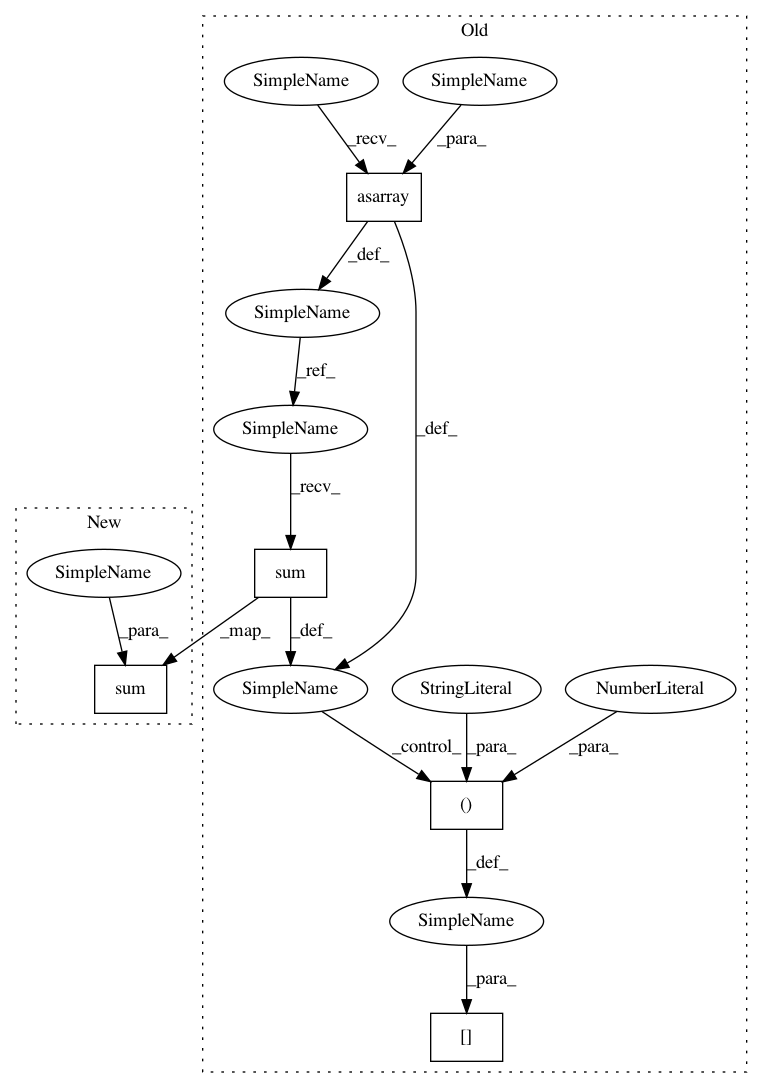 Old
SimpleName SimpleName
_recv_ _para_
asarray
_def_
SimpleName
_ref_
SimpleName
_def_
_recv_
New
SimpleName
sum
_para_
_map_
_def_
sum
SimpleName
StringLiteral
NumberLiteral
_control_
_para_
_para_
()
_def_
SimpleName
_para_
[]